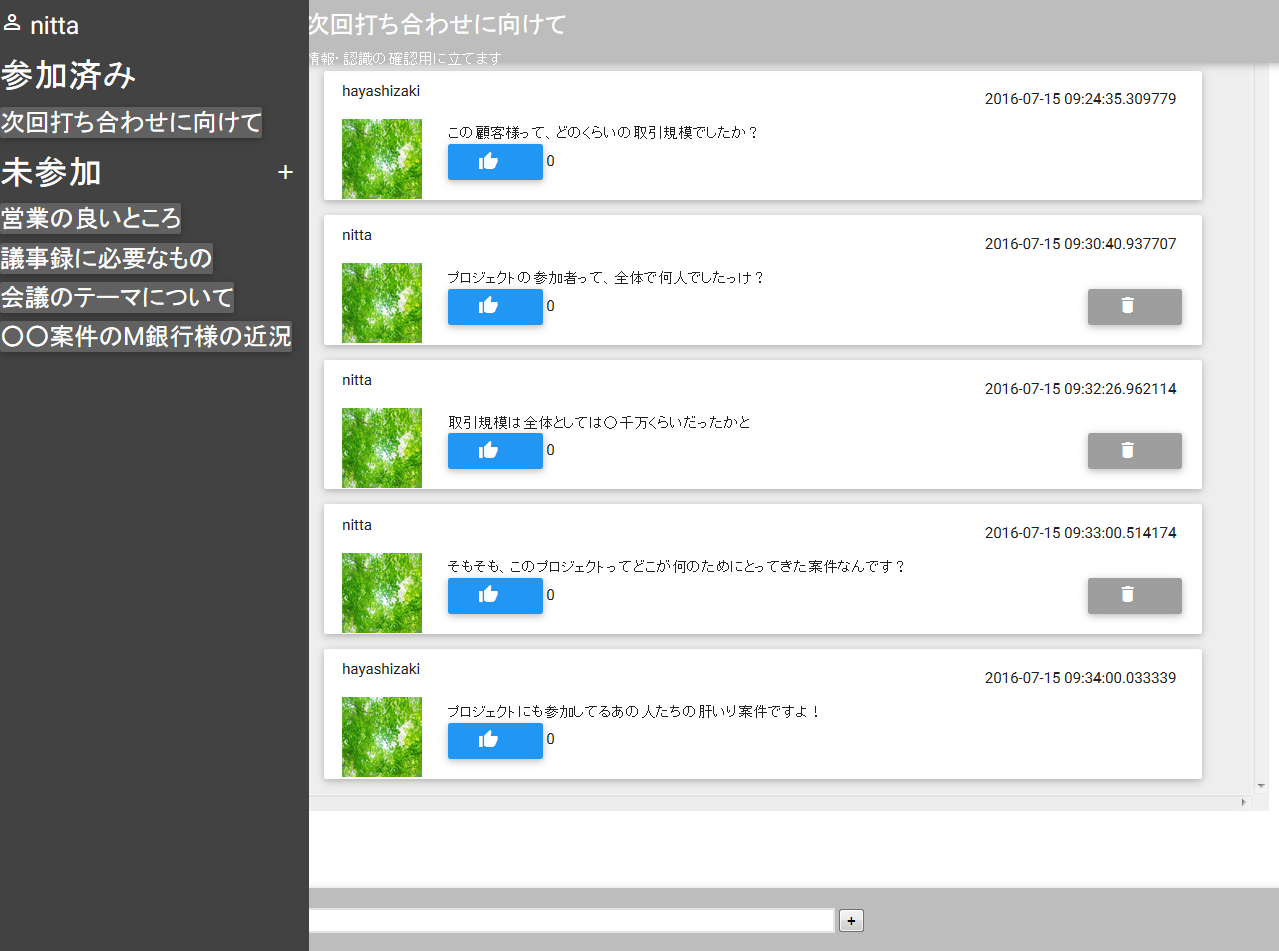 nitta
参加済み
次回打ち合わせに向けて
未参加 +
営業の良いところ
議事録に必要なもの
会議のテーマについて
〇〇案件のM銀行様の近況
次回打ち合わせに向けて
情報・認識の確認用に立てます
hayashizaki
2016-07-15 09:24:35.309779
この顧客様って、どのくらいの取引規模でしたか？
0
nitta
2016-07-15 09:30:40.937707
プロジェクトの参加者って、全体で何人でしたっけ？
0
nitta
2016-07-15 09:32:26.962114
取引規模は全体としては〇千万くらいだったかと
0
nitta
2016-07-15 09:33:00.514174
そもそも、このプロジェクトってどこが何のためにとってきた案件なんです？
0
hayashizaki
2016-07-15 09:34:00.033339
プロジェクトにも参加してるあの人たちの肝いり案件ですよ！
0
+